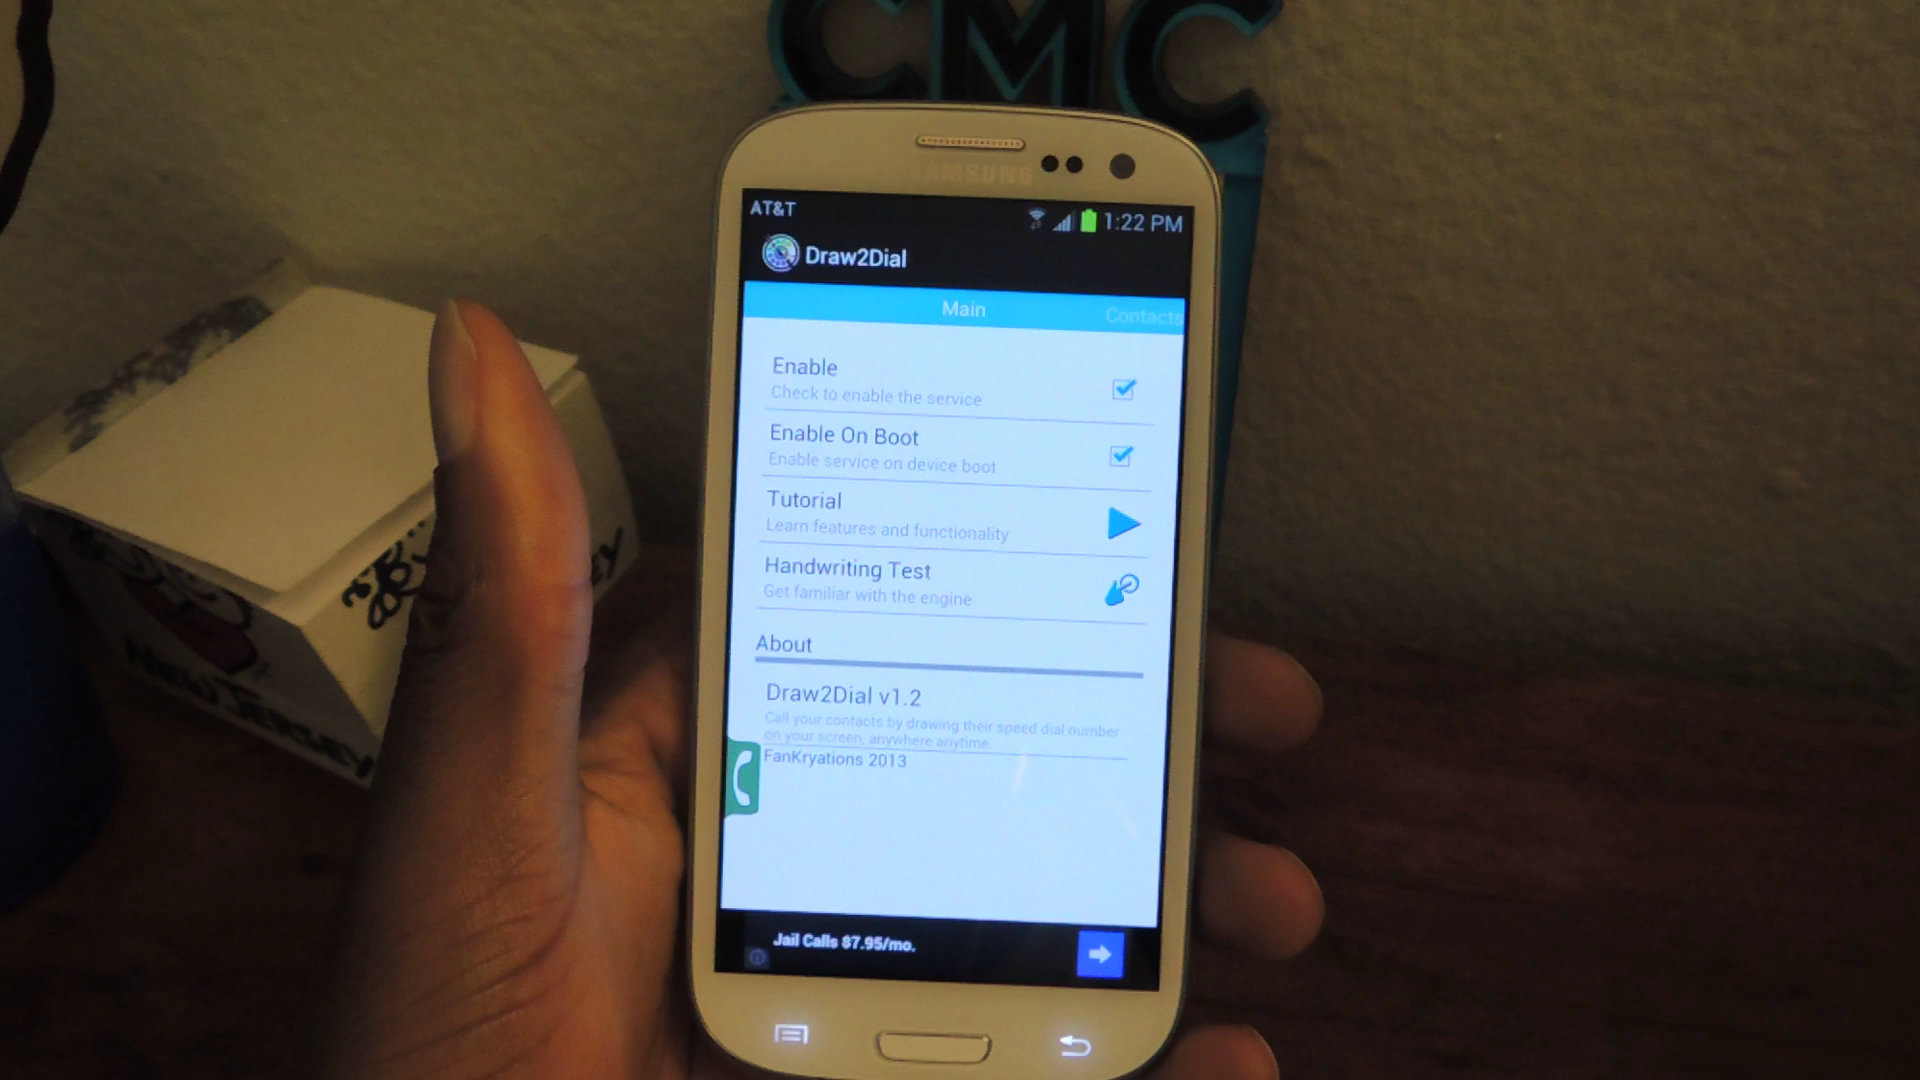 CMC
SAMSUNG
AT&T
1:22 PM
Draw2Dial
Main
Contacts
Enable
Check to enable the service
Enable On Boot
Enable service on device boot
Tutorial
Learn features and functionality
Handwriting Test
Get familiar with the engine
About
Draw2Dial v1.2
Call your contacts by drawing their speed dial number
on your screen, anywhere anytime.
FanKryations 2013
Jail Calls $7.95/mo.
New Jersey